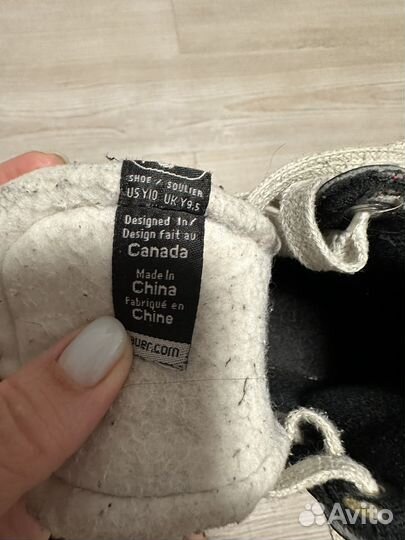 SHOE / SOULIER
US Y10 UK Y9.5
Designed in/
Design fait au
Canada
Made in
China
Fabriqué en
Chine
auer.com
Avito